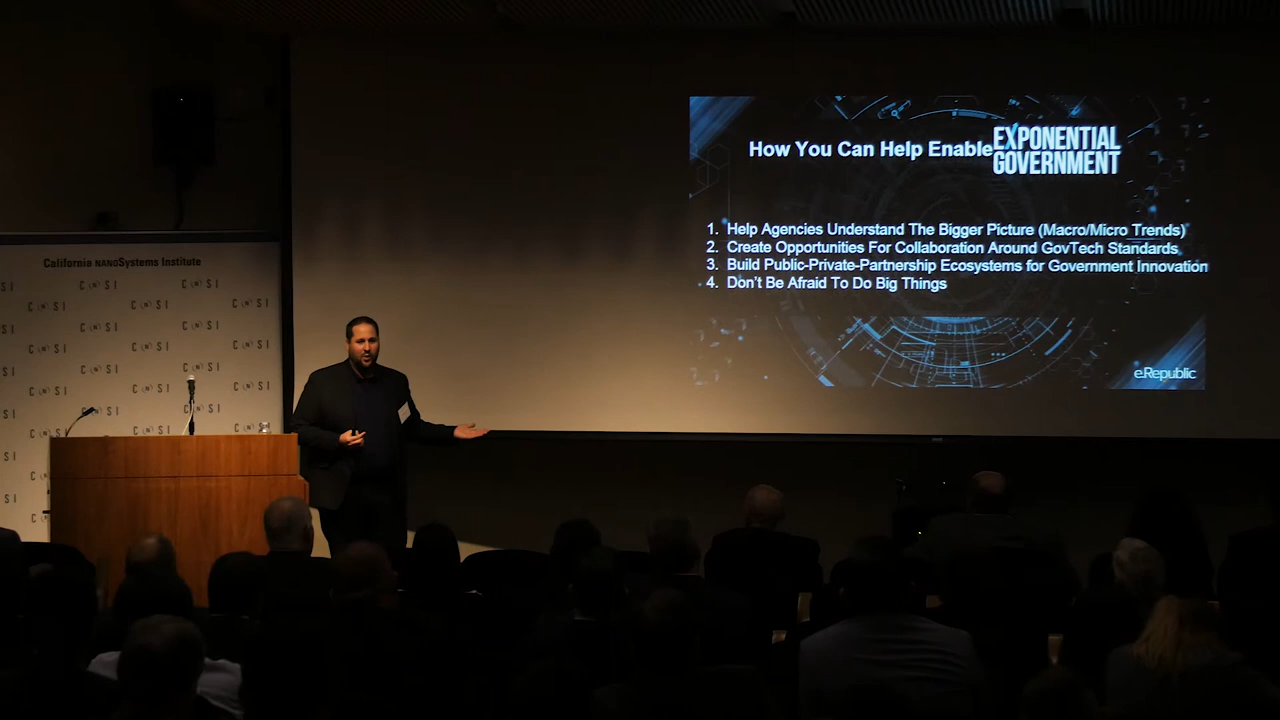 How You Can Help Enable EXPONENTIAL GOVERNMENT
1. Help Agencies Understand The Bigger Picture (Macro/Micro Trends)
2. Create Opportunities For Collaboration Around GovTech Standards
3. Build Public-Private-Partnership Ecosystems for Government Innovation
4. Don't Be Afraid To Do Big Things
e.Republic
California NANOSystems Institute
C(N)SI